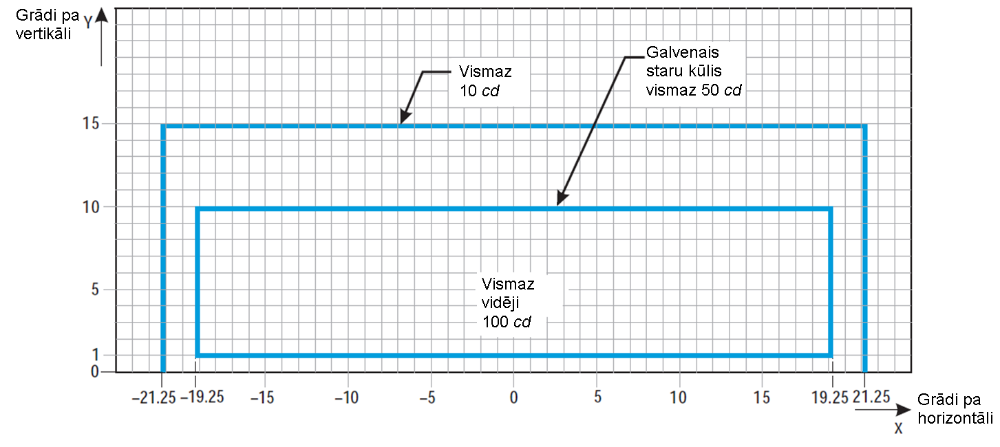 Grādi pa
vertikāli
Y
Galvenais
staru kūlis
vismaz 50 cd
Vismaz
10 cd
15
10
5
1
0
Vismaz
vidēji
100 cd
–21.25 –19.25 –15 –10 –5 0 5 10 15 19.25 21.25
Grādi pa
horizontāli
X